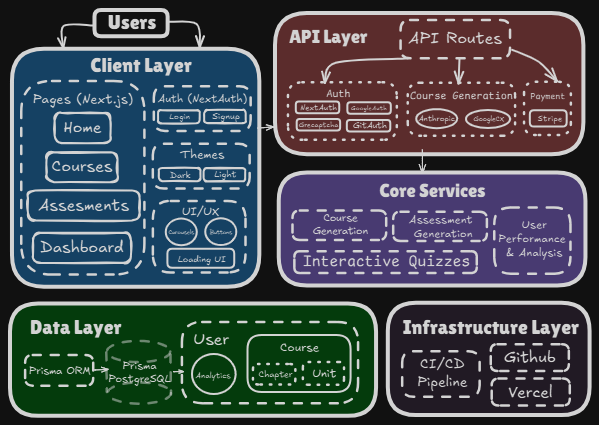 Users
Client Layer
Pages (Next.js)
Home
Courses
Assesments
Dashboard
Auth (NextAuth)
Login
Signup
Themes
Dark
Light
UI/UX
Carousels
Buttons
Loading UI
API Layer
API Routes
Auth
NextAuth
GoogleAuth
Grecaptcha
GitAuth
Course Generation
Anthropic
GoogleCX
Payment
Stripe
Core Services
Course
Generation
Assessment
Generation
User
Performance
& Analysis
Interactive Quizzes
Data Layer
Prisma ORM
Prisma
PostgreSQL
User
Analytics
Course
Chapter
Unit
Infrastructure Layer
CI/CD
Pipeline
Github
Vercel